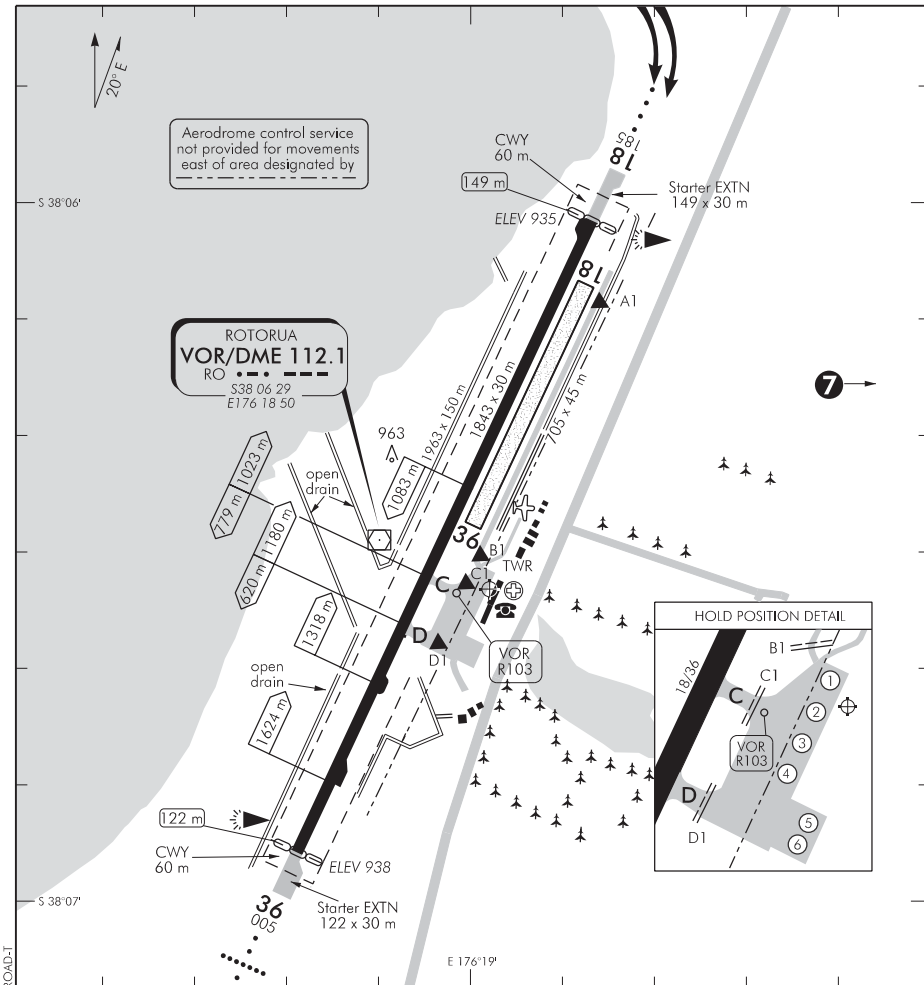 20° E
Aerodrome control service
not provided for movements
east of area designated by
CWY
60 m
185
18
149 m
Starter EXTN
149 x 30 m
S 38°06'
ELEV 935
18
A1
ROTORUA
VOR/DME 112.1
RO
S38 06 29
E176 18 50
7
1843 x 30 m
1963 x 150 m
705 x 45 m
963
1083 m
1023 m
779 m
open
drain
36
B1
1180 m
620 m
TWR
C
C1
HOLD POSITION DETAIL
1318 m
D
D1
VOR
R103
B1
18/36
C1
1
C
2
open
drain
VOR
R103
3
1624 m
4
D
5
D1
6
122 m
CWY
60 m
ELEV 938
S 38°07'
36
005
Starter EXTN
122 x 30 m
E 176°19'
ROAD-T